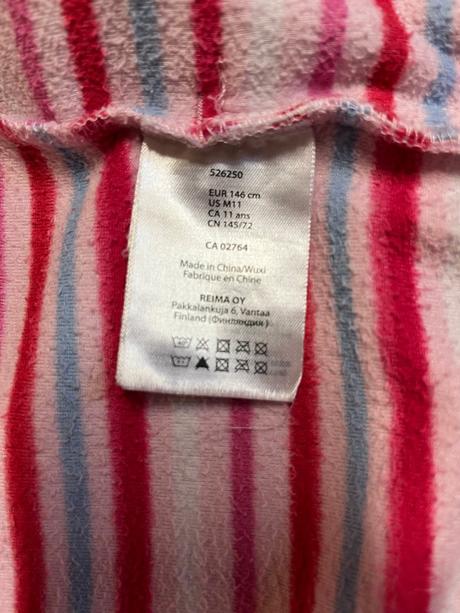 526250
EUR 146 cm
US M11
CA 11 ans
CN 145/72
CA 02764
Made in China/Wuxi
Fabriqué en Chine
REIMA OY
Pakkalankuja 6, Vantaa
Finland (Финляндия)